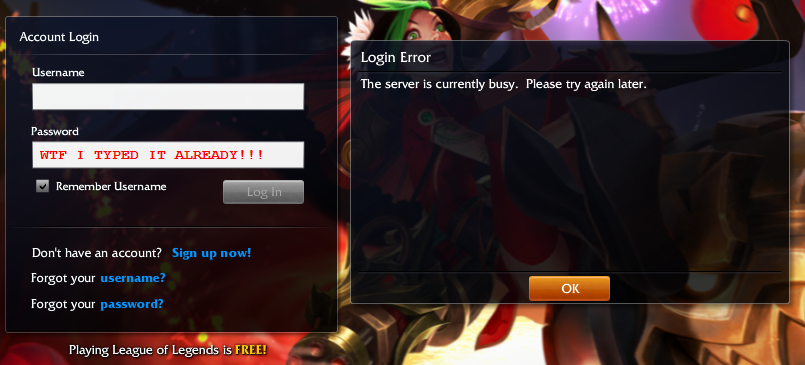 Account Login
Username
Password
WTF I TYPED IT ALREADY!!!
Remember Username
Log In
Don't have an account? Sign up now!
Forgot your username?
Forgot your password?
Playing League of Legends is FREE!
Login Error
The server is currently busy. Please try again later.
OK